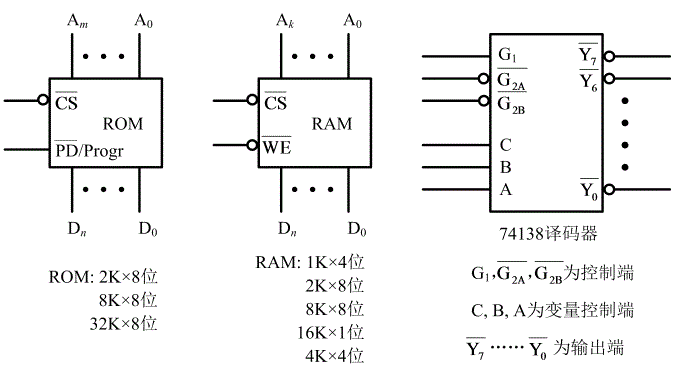 Am A0
CS
ROM
PD/Progr
Dn D0
ROM: 2K×8位
8K×8位
32K×8位
Ak A0
CS
RAM
WE
Dn D0
RAM: 1K×4位
2K×8位
8K×8位
16K×1位
4K×4位
G1 Y7
G2A Y6
G2B
C
B
A Y0
74138译码器
G1,G2A,G2B为控制端
C, B, A为变量控制端
Y7 …… Y0 为输出端